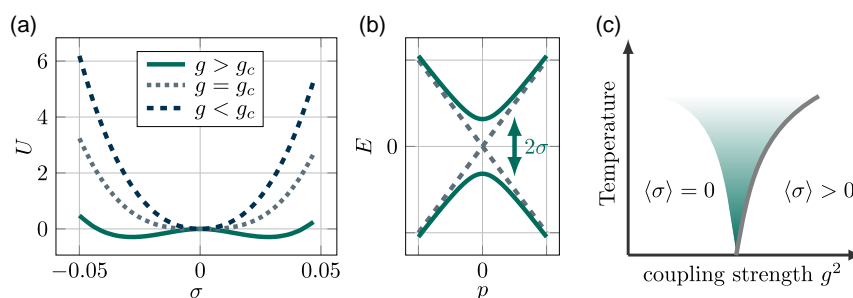 (a)
6
4
2
0
U
g > g_c
g = g_c
g < g_c
−0.05
0
0.05
σ
(b)
E
0
2σ
0
p
(c)
Temperature
⟨σ⟩ = 0
⟨σ⟩ > 0
coupling strength g²